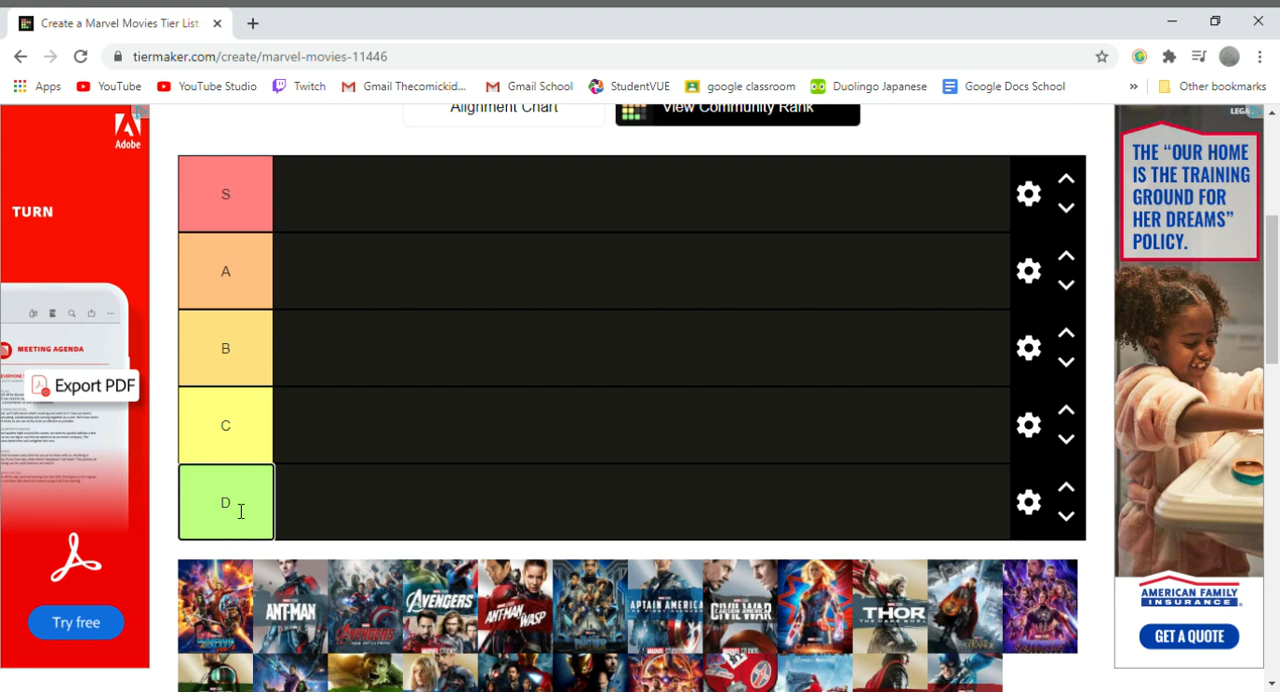 Create a Marvel Movies Tier List
tiermaker.com/create/marvel-movies-11446
Apps YouTube YouTube Studio Twitch Gmail Thecomickid... Gmail School StudentVUE google classroom Duolingo Japanese Google Docs School » Other bookmarks
Alignment Chart
View Community Rank
Adobe
TURN
MEETING AGENDA
Export PDF
Try free
S
A
B
C
D
ANT-MAN
AVENGERS
ANT-MAN
WASP
APTAIN AMERICA
CIVIL WAR
THOR
THE "OUR HOME
IS THE TRAINING
GROUND FOR
HER DREAMS"
POLICY.
AMERICAN FAMILY
INSURANCE
GET A QUOTE